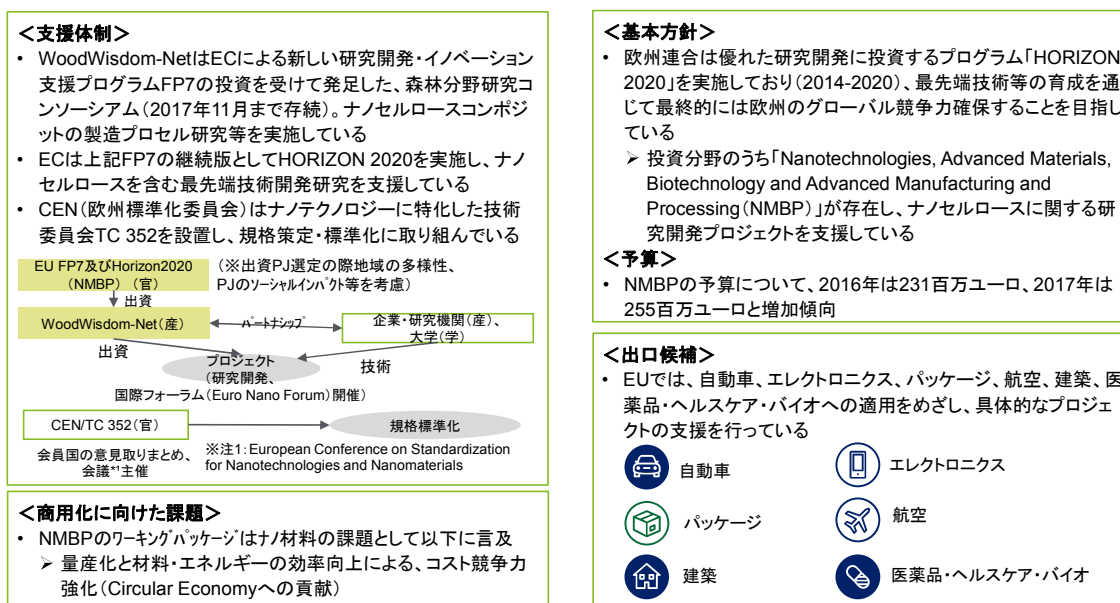 ＜支援体制＞
• WoodWisdom-NetはECによる新しい研究開発・イノベーション
支援プログラムFP7の投資を受けて発足した、森林分野研究コ
ンソーシアム（2017年11月まで存続）。ナノセルロースコンポジ
ットの製造プロセル研究等を実施している
• ECは上記FP7の継続版としてHORIZON 2020を実施し、ナノ
セルロースを含む最先端技術開発研究を支援している
• CEN（欧州標準化委員会）はナノテクノロジーに特化した技術
委員会TC 352を設置し、規格策定・標準化に取り組んでいる
EU FP7及びHorizon2020
（NMBP）（官）
（※出資PJ選定の際地域の多様性、
PJのソーシャルインパクト等を考慮）
出資
WoodWisdom-Net（産）
パートナシップ
企業・研究機関（産）、
大学（学）
出資
プロジェクト
（研究開発、
技術
国際フォーラム（Euro Nano Forum）開催）
CEN/TC 352（官）
規格標準化
会員国の意見取りまとめ、
会議*¹主催
※注1：European Conference on Standardization
for Nanotechnologies and Nanomaterials
＜商用化に向けた課題＞
• NMBPのワーキングパッケージはナノ材料の課題として以下に言及
➢ 量産化と材料・エネルギーの効率向上による、コスト競争力
強化（Circular Economyへの貢献）
＜基本方針＞
• 欧州連合は優れた研究開発に投資するプログラム「HORIZON
2020」を実施しており（2014-2020）、最先端技術等の育成を通
じて最終的には欧州のグローバル競争力確保することを目指し
ている
➢ 投資分野のうち「Nanotechnologies, Advanced Materials,
Biotechnology and Advanced Manufacturing and
Processing（NMBP）」が存在し、ナノセルロースに関する研
究開発プロジェクトを支援している
＜予算＞
• NMBPの予算について、2016年は231百万ユーロ、2017年は
255百万ユーロと増加傾向
＜出口候補＞
• EUでは、自動車、エレクトロニクス、パッケージ、航空、建築、医
薬品・ヘルスケア・バイオへの適用をめざし、具体的なプロジェ
クトの支援を行っている
自動車
エレクトロニクス
パッケージ
航空
建築
医薬品・ヘルスケア・バイオ